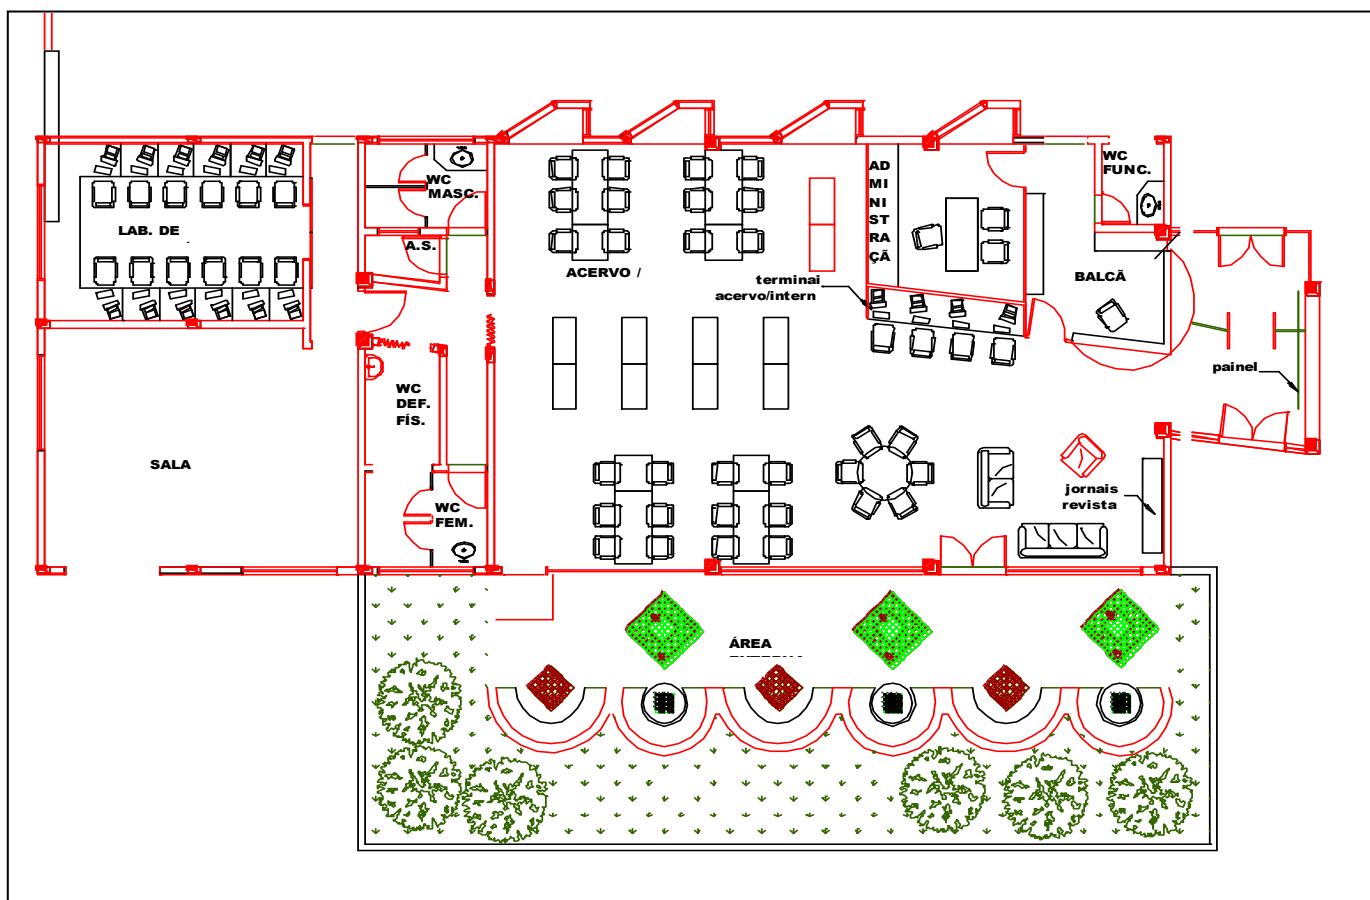 WC
MASC.
LAB. DE
A.S.
ACERVO /
AD
MI
NI
ST
RA
ÇÃ
WC
FUNC.
BALCÃ
terminai
acervo/intern
painel
WC
DEF.
FÍS.
SALA
WC
FEM.
jornais
revista
ÁREA